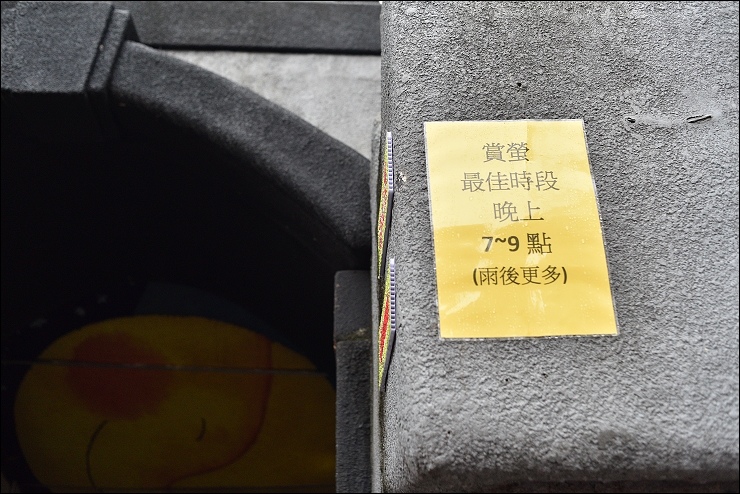 賞螢
最佳時段
晚上
7~9 點
(雨後更多)